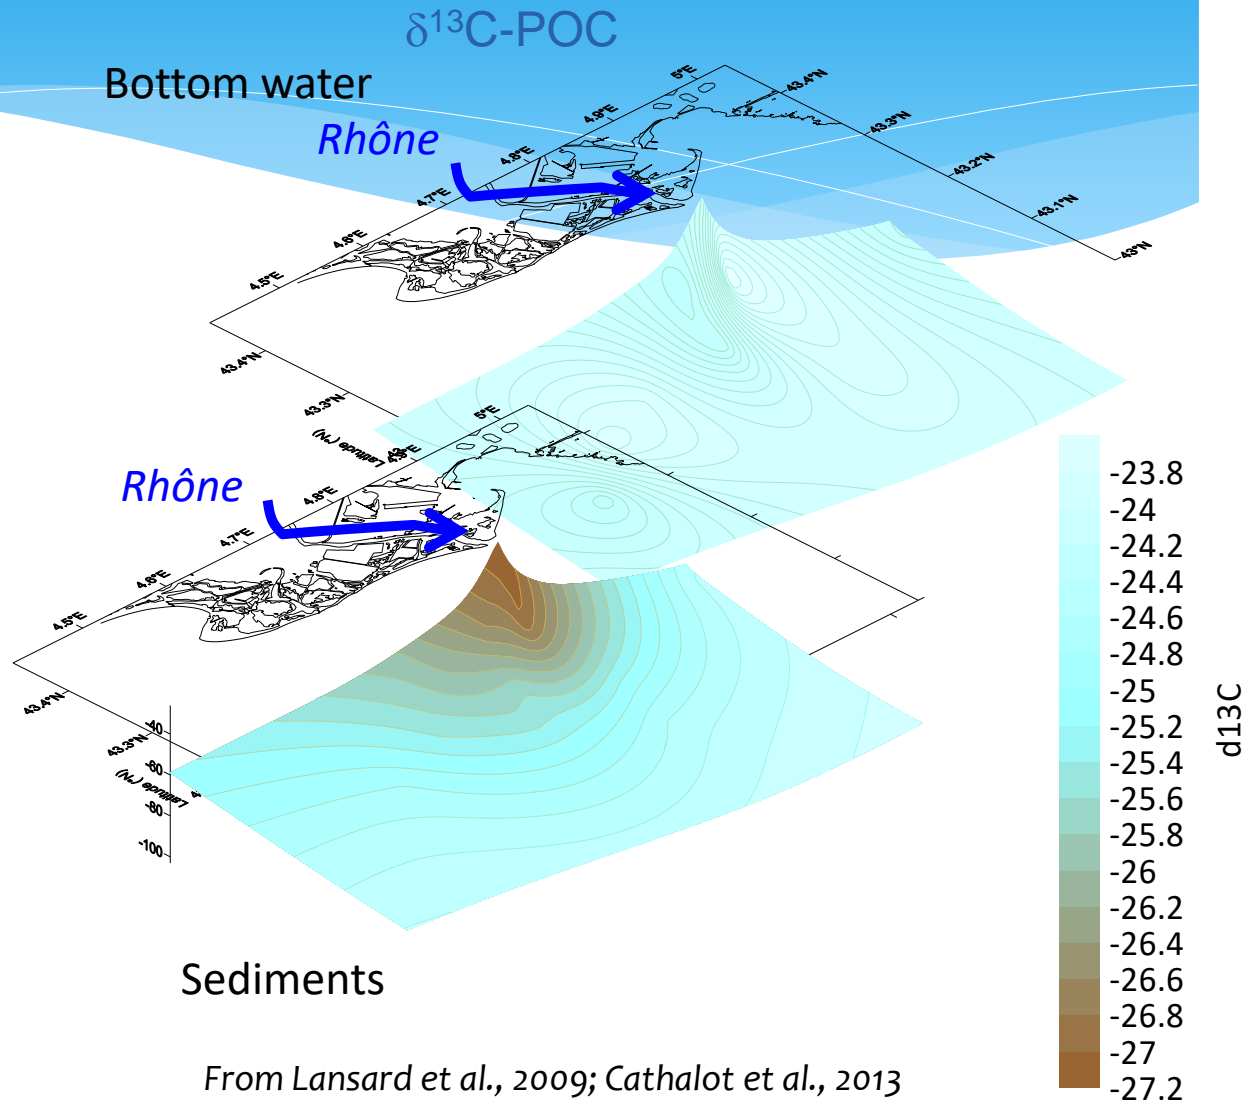 δ¹³C-POC
Bottom water
Rhône
5°E
4.9°E
4.8°E
4.7°E
4.6°E
4.5°E
43.4°N
43.3°N
43.2°N
43.1°N
43°N
43.4°N
43.3°N
Latitude (°N)
Rhône
5°E
4.9°E
4.8°E
4.7°E
4.6°E
4.5°E
43.4°N
43.3°N
Latitude (°N)
-40
-60
-80
-100
-23.8
-24
-24.2
-24.4
-24.6
-24.8
-25
-25.2
-25.4
-25.6
-25.8
-26
-26.2
-26.4
-26.6
-26.8
-27
-27.2
d13C
Sediments
From Lansard et al., 2009; Cathalot et al., 2013